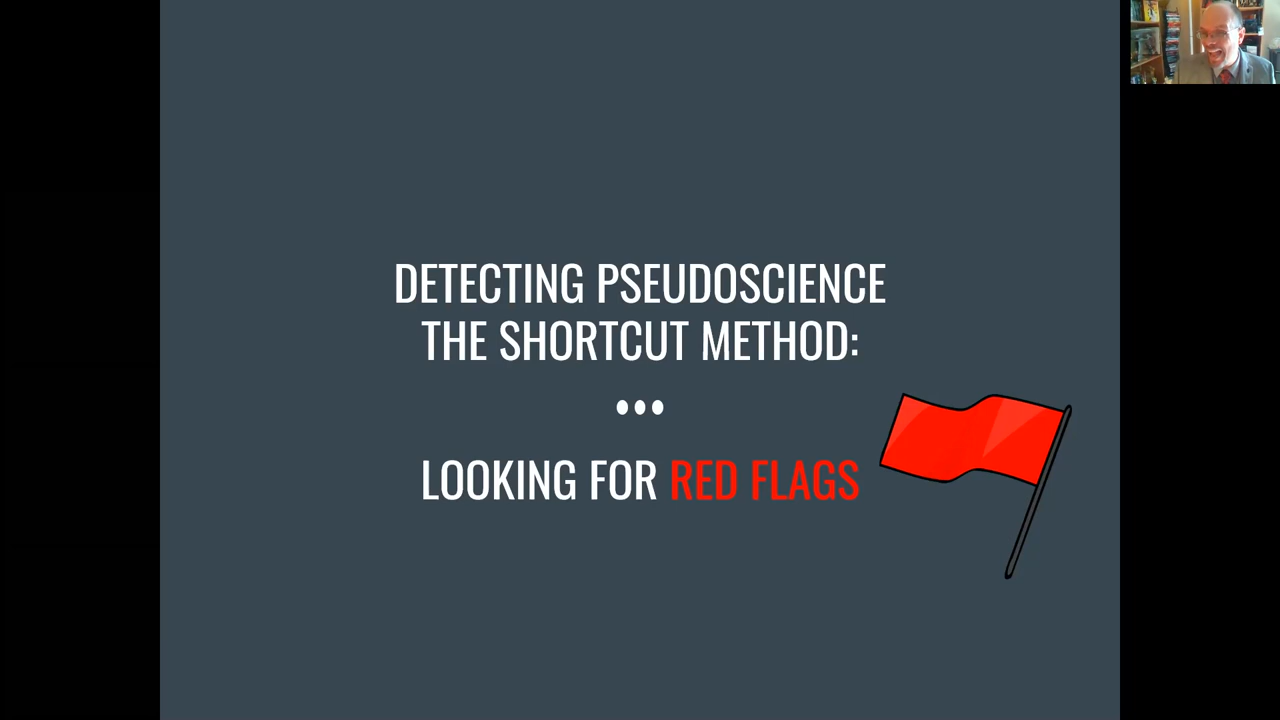 DETECTING PSEUDOSCIENCE
THE SHORTCUT METHOD:
LOOKING FOR RED FLAGS